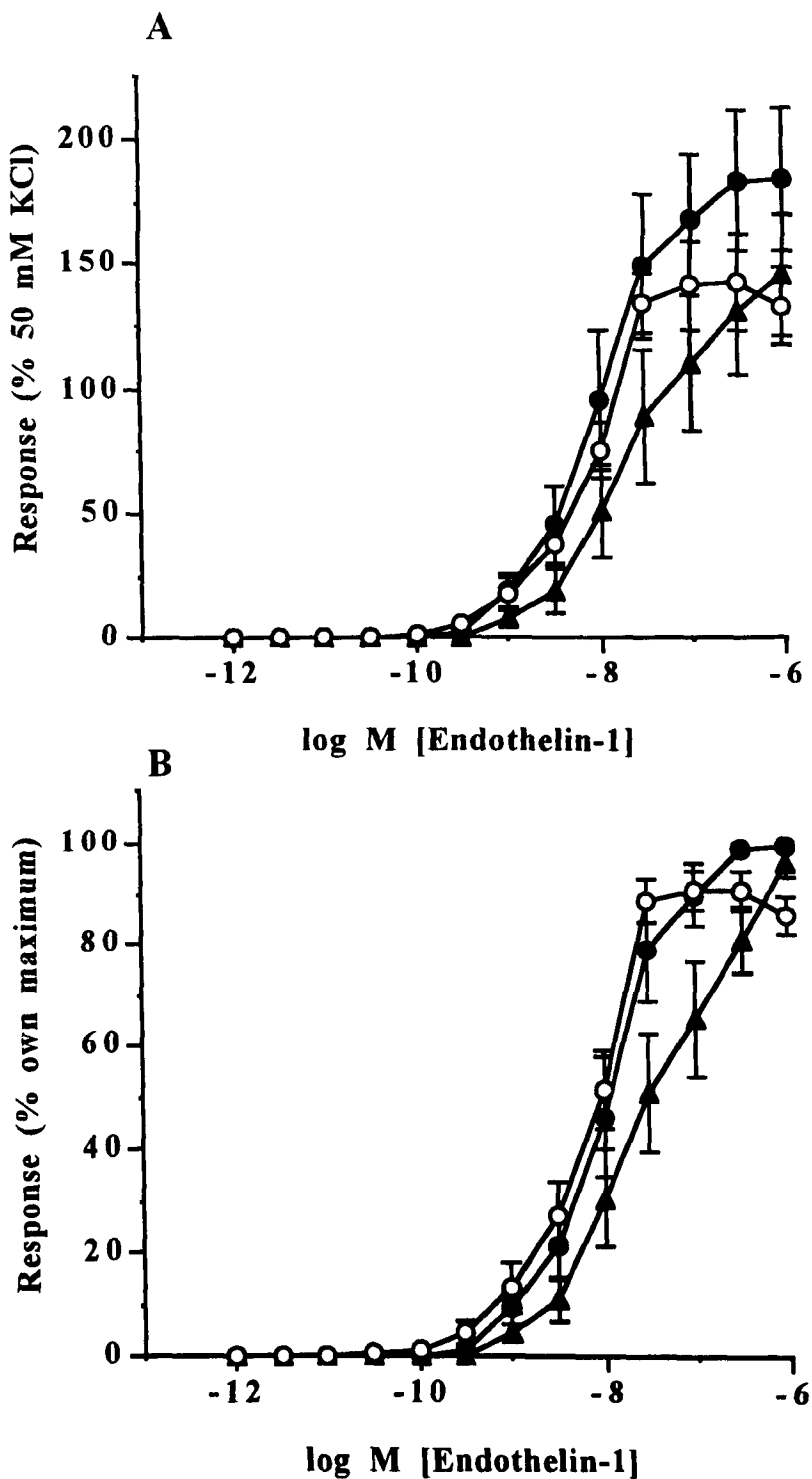 A
Response (% 50 mM KCl)
200
150
100
50
0
-12 -10 -8 -6
log M [Endothelin-1]
B
Response (% own maximum)
100
80
60
40
20
0
-12 -10 -8 -6
log M [Endothelin-1]